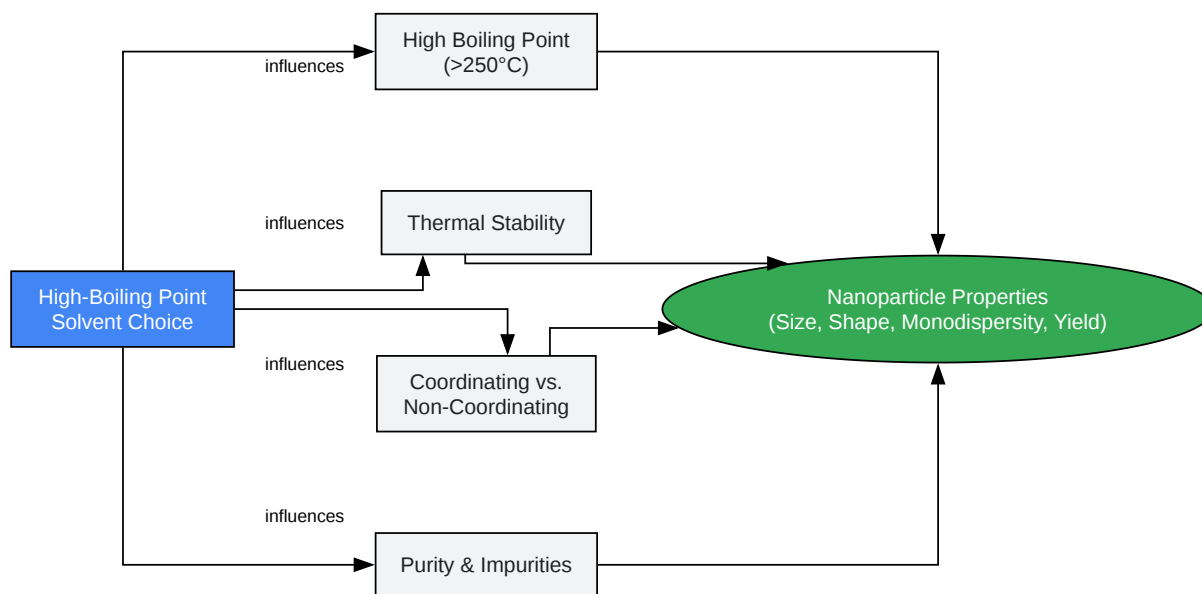 High Boiling Point
(>250°C)
influences
Thermal Stability
influences
High-Boiling Point
Solvent Choice
Nanoparticle Properties
(Size, Shape, Monodispersity, Yield)
influences
Coordinating vs.
Non-Coordinating
influences
Purity & Impurities